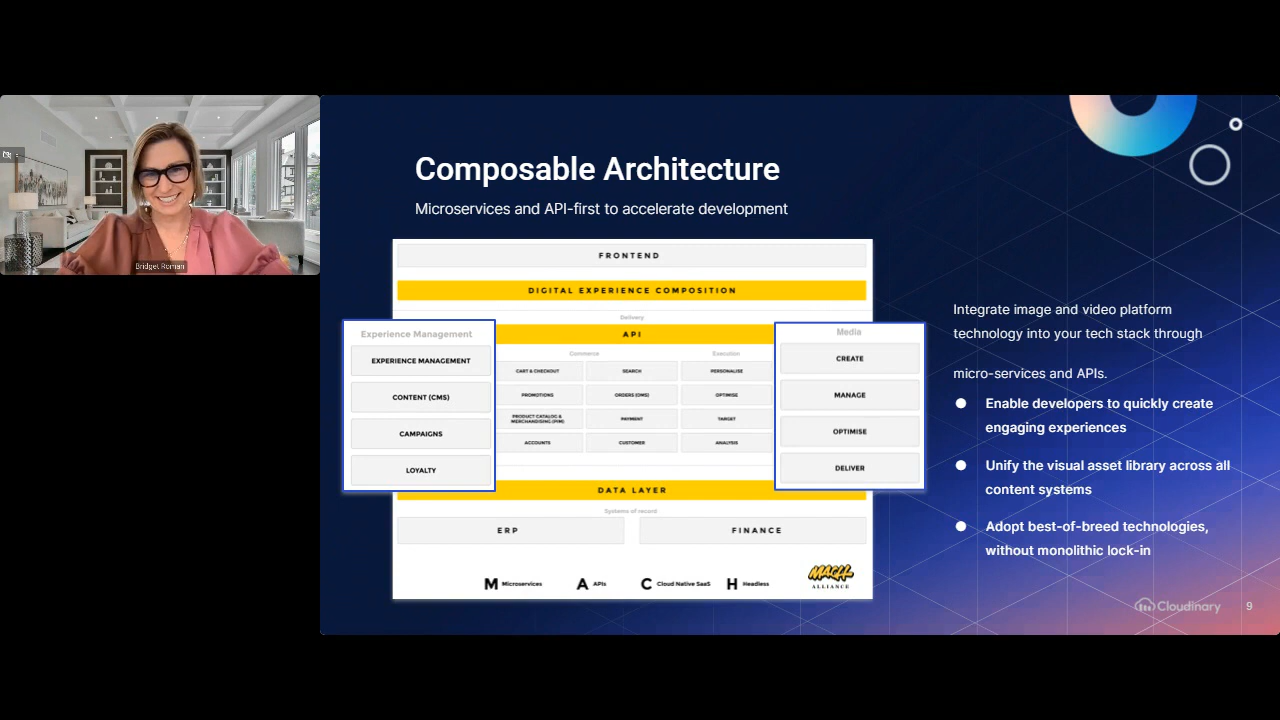 Bridget Roman
Composable Architecture
Microservices and API-first to accelerate development
FRONTEND
DIGITAL EXPERIENCE COMPOSITION
Delivery
API
Experience Management
EXPERIENCE MANAGEMENT
CONTENT (CMS)
CAMPAIGNS
LOYALTY
Commerce
Execution
CART & CHECKOUT
SEARCH
PERSONALISE
PROMOTIONS
ORDERS (OMS)
OPTIMISE
PRODUCT CATALOG &
MERCHANDISING (PIM)
PAYMENT
TARGET
ACCOUNTS
CUSTOMER
ANALYSIS
Media
CREATE
MANAGE
OPTIMISE
DELIVER
DATA LAYER
Systems of record
ERP
FINANCE
M Microservices
A APIs
C Cloud Native SaaS
H Headless
MACH
ALLIANCE
Integrate image and video platform
technology into your tech stack through
micro-services and APIs.
● Enable developers to quickly create
engaging experiences
● Unify the visual asset library across all
content systems
● Adopt best-of-breed technologies,
without monolithic lock-in
Cloudinary
9